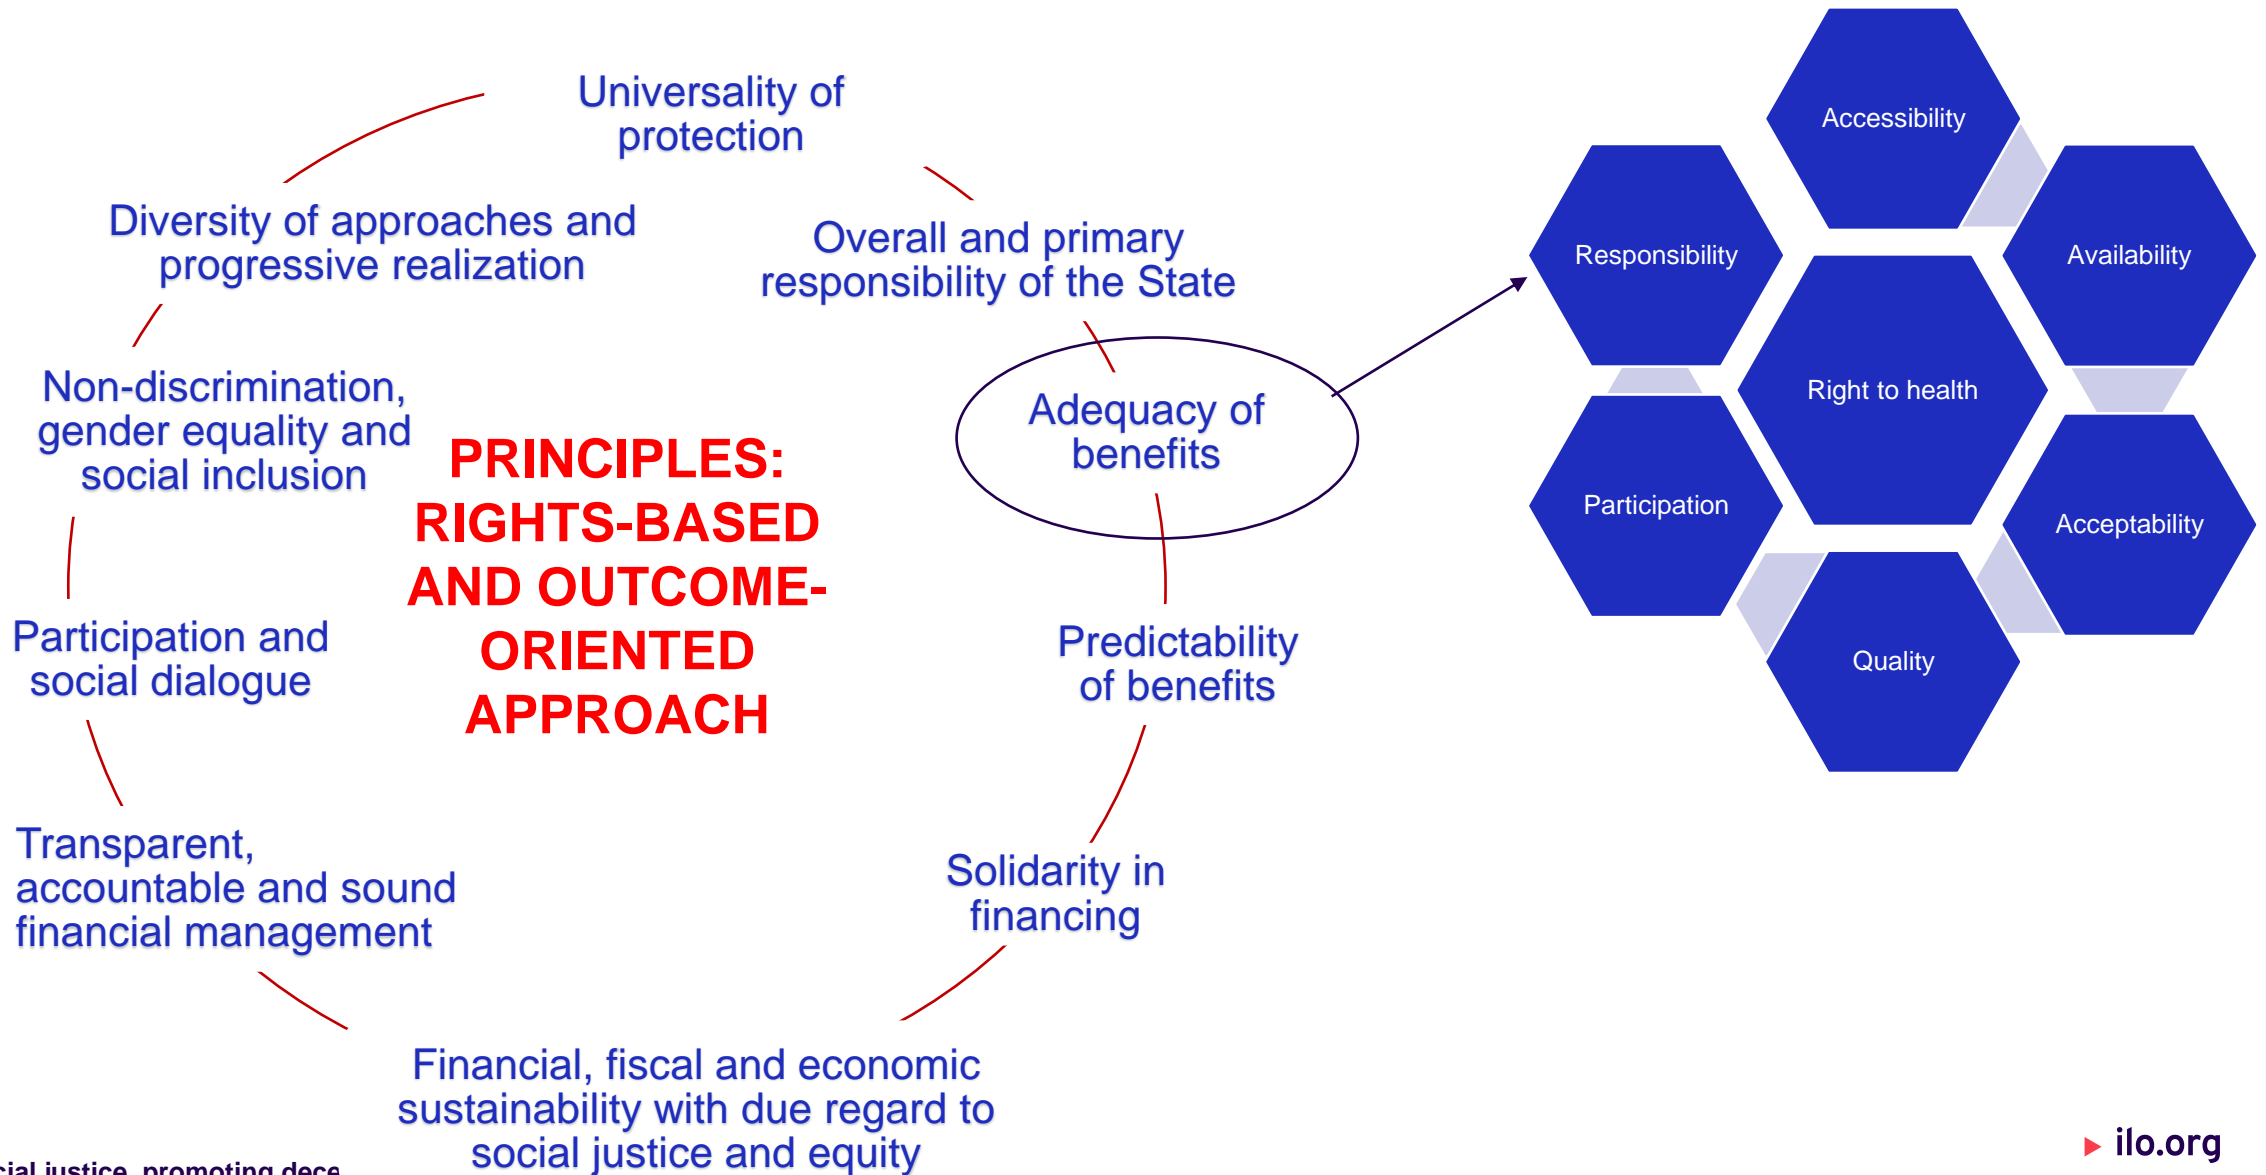 Universality of
protection
Overall and primary
responsibility of the State
Adequacy of
benefits
Predictability
of benefits
Solidarity in
financing
Financial, fiscal and economic
sustainability with due regard to
social justice and equity
Transparent,
accountable and sound
financial management
Participation and
social dialogue
Non-discrimination,
gender equality and
social inclusion
Diversity of approaches and
progressive realization
PRINCIPLES:
RIGHTS-BASED
AND OUTCOME-
ORIENTED
APPROACH
Accessibility
Availability
Acceptability
Quality
Participation
Responsibility
Right to health
justice, promoting
ilo.org